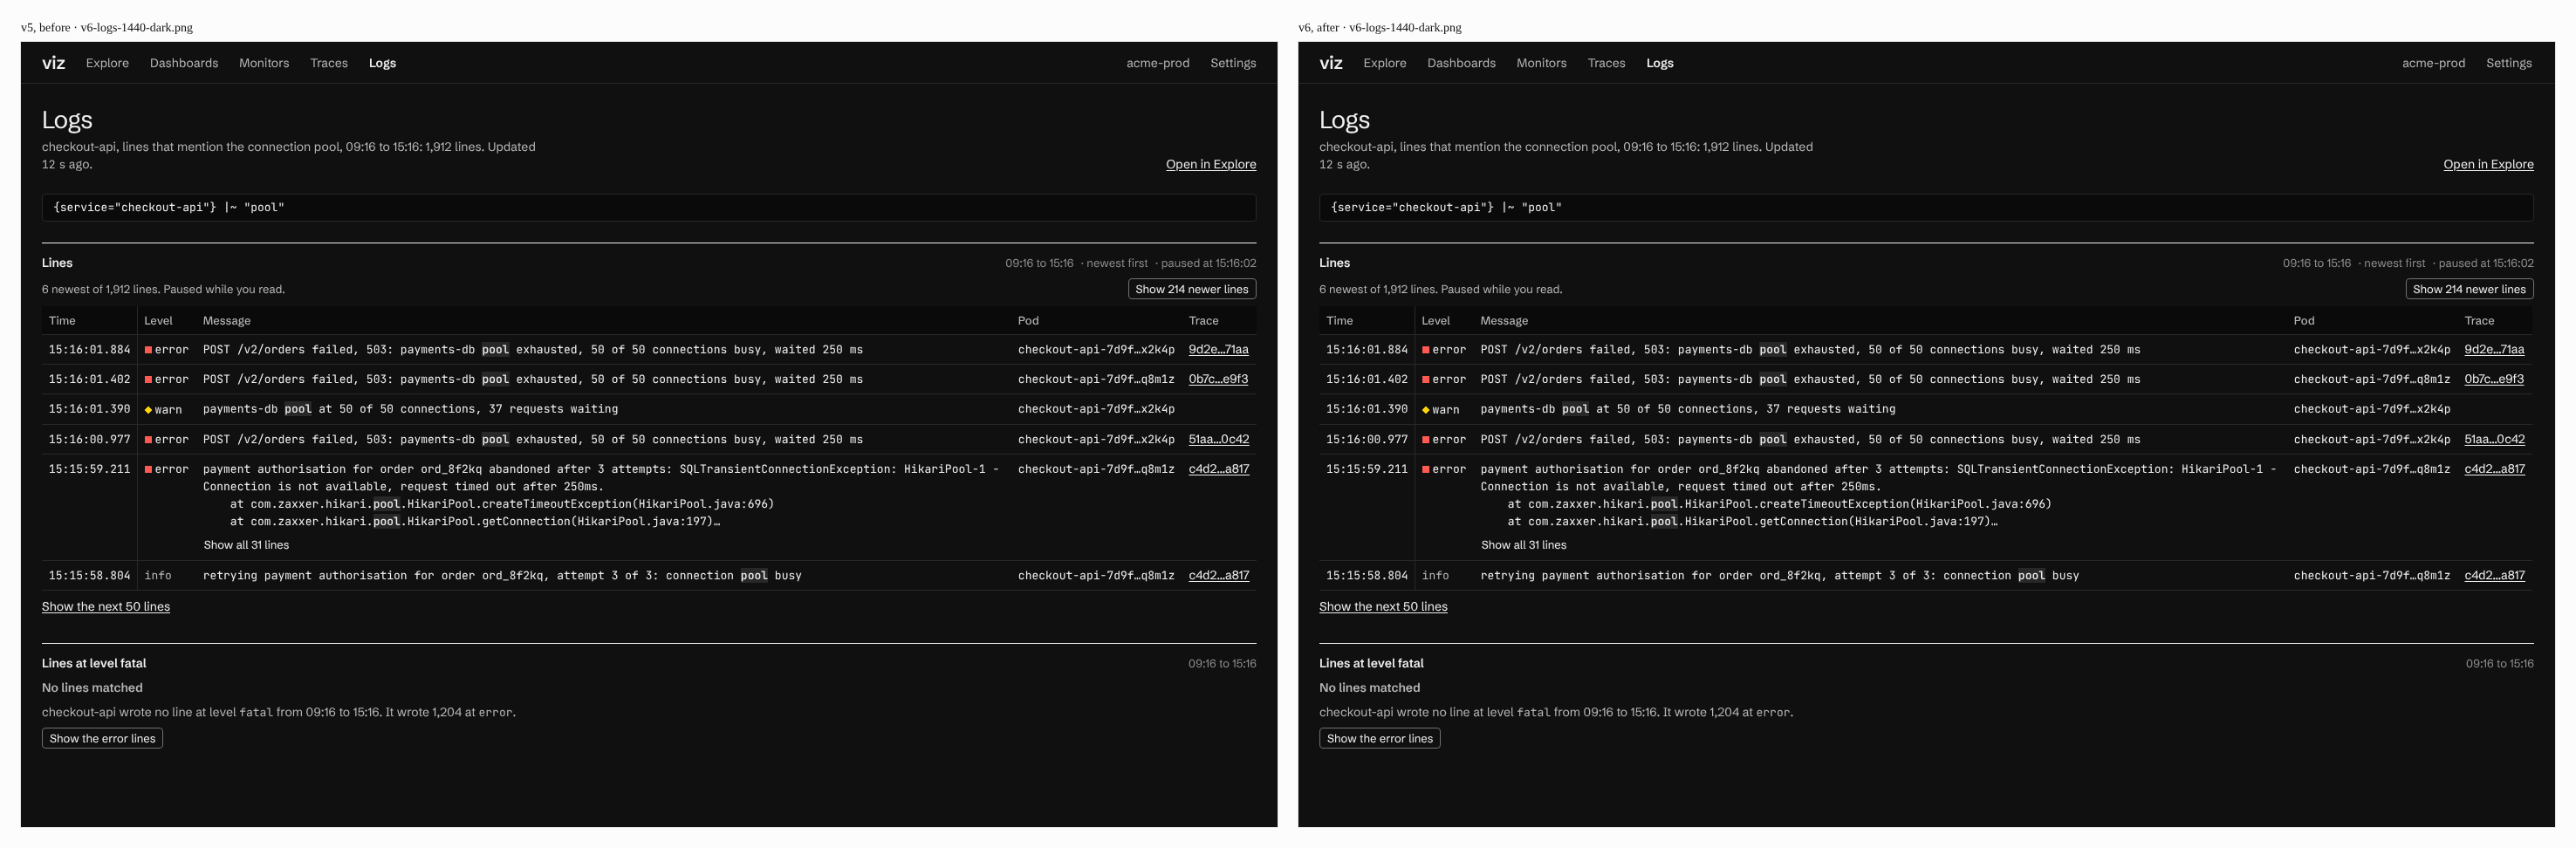 v5, before · v6-logs-1440-dark.png
viz Explore Dashboards Monitors Traces Logs acme-prod Settings
Logs
checkout-api, lines that mention the connection pool, 09:16 to 15:16: 1,912 lines. Updated
12 s ago.
Open in Explore
{service="checkout-api"} |~ "pool"
Lines 09:16 to 15:16 · newest first · paused at 15:16:02
6 newest of 1,912 lines. Paused while you read. Show 214 newer lines
Time Level Message Pod Trace
15:16:01.884 error POST /v2/orders failed, 503: payments-db pool exhausted, 50 of 50 connections busy, waited 250 ms checkout-api-7d9f…x2k4p 9d2e…71aa
15:16:01.402 error POST /v2/orders failed, 503: payments-db pool exhausted, 50 of 50 connections busy, waited 250 ms checkout-api-7d9f…q8m1z 0b7c…e9f3
15:16:01.390 warn payments-db pool at 50 of 50 connections, 37 requests waiting checkout-api-7d9f…x2k4p
15:16:00.977 error POST /v2/orders failed, 503: payments-db pool exhausted, 50 of 50 connections busy, waited 250 ms checkout-api-7d9f…x2k4p 51aa…0c42
15:15:59.211 error payment authorisation for order ord_8f2kq abandoned after 3 attempts: SQLTransientConnectionException: HikariPool-1 - checkout-api-7d9f…q8m1z c4d2…a817
Connection is not available, request timed out after 250ms.
at com.zaxxer.hikari.pool.HikariPool.createTimeoutException(HikariPool.java:696)
at com.zaxxer.hikari.pool.HikariPool.getConnection(HikariPool.java:197)…
Show all 31 lines
15:15:58.804 info retrying payment authorisation for order ord_8f2kq, attempt 3 of 3: connection pool busy checkout-api-7d9f…q8m1z c4d2…a817
Show the next 50 lines
Lines at level fatal 09:16 to 15:16
No lines matched
checkout-api wrote no line at level fatal from 09:16 to 15:16. It wrote 1,204 at error.
Show the error lines
v6, after · v6-logs-1440-dark.png
viz Explore Dashboards Monitors Traces Logs acme-prod Settings
Logs
checkout-api, lines that mention the connection pool, 09:16 to 15:16: 1,912 lines. Updated
12 s ago.
Open in Explore
{service="checkout-api"} |~ "pool"
Lines 09:16 to 15:16 · newest first · paused at 15:16:02
6 newest of 1,912 lines. Paused while you read. Show 214 newer lines
Time Level Message Pod Trace
15:16:01.884 error POST /v2/orders failed, 503: payments-db pool exhausted, 50 of 50 connections busy, waited 250 ms checkout-api-7d9f…x2k4p 9d2e…71aa
15:16:01.402 error POST /v2/orders failed, 503: payments-db pool exhausted, 50 of 50 connections busy, waited 250 ms checkout-api-7d9f…q8m1z 0b7c…e9f3
15:16:01.390 warn payments-db pool at 50 of 50 connections, 37 requests waiting checkout-api-7d9f…x2k4p
15:16:00.977 error POST /v2/orders failed, 503: payments-db pool exhausted, 50 of 50 connections busy, waited 250 ms checkout-api-7d9f…x2k4p 51aa…0c42
15:15:59.211 error payment authorisation for order ord_8f2kq abandoned after 3 attempts: SQLTransientConnectionException: HikariPool-1 - checkout-api-7d9f…q8m1z c4d2…a817
Connection is not available, request timed out after 250ms.
at com.zaxxer.hikari.pool.HikariPool.createTimeoutException(HikariPool.java:696)
at com.zaxxer.hikari.pool.HikariPool.getConnection(HikariPool.java:197)…
Show all 31 lines
15:15:58.804 info retrying payment authorisation for order ord_8f2kq, attempt 3 of 3: connection pool busy checkout-api-7d9f…q8m1z c4d2…a817
Show the next 50 lines
Lines at level fatal 09:16 to 15:16
No lines matched
checkout-api wrote no line at level fatal from 09:16 to 15:16. It wrote 1,204 at error.
Show the error lines